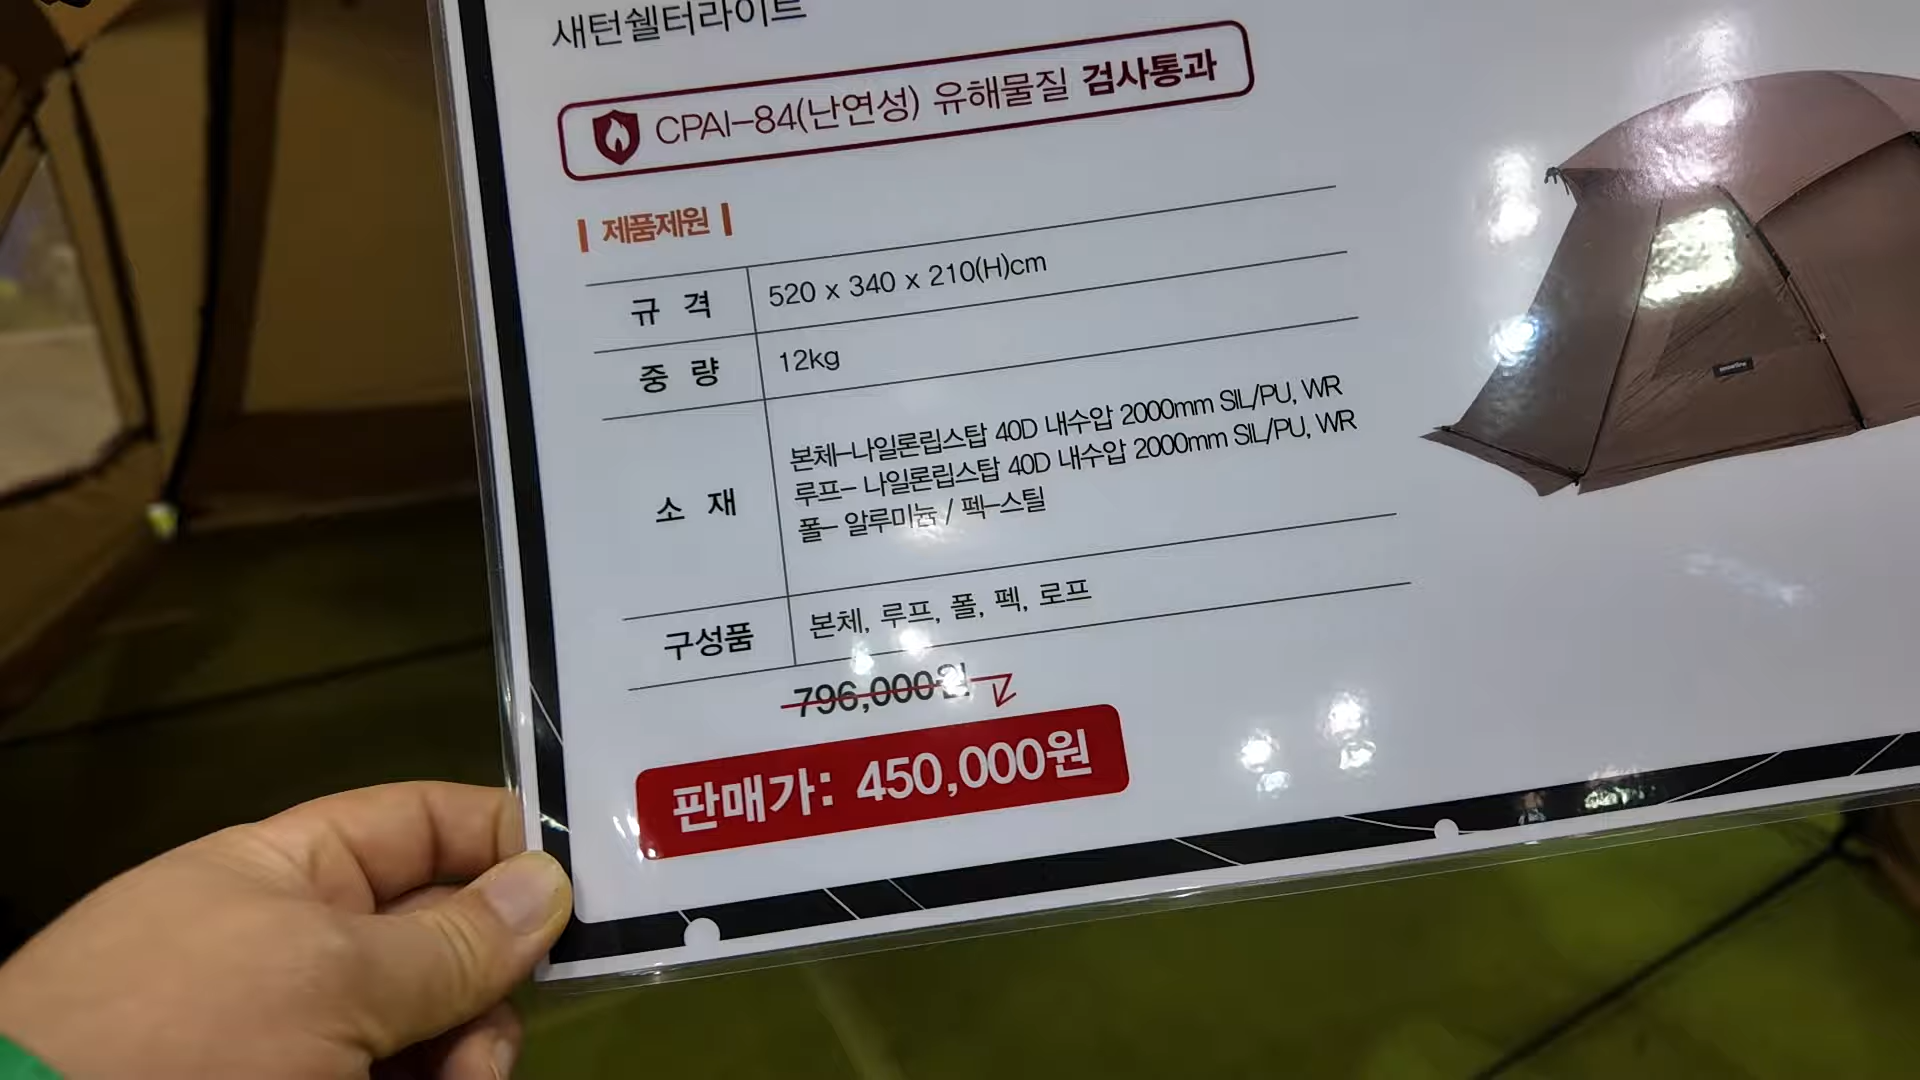 새턴쉘터라이트
CPAI-84(난연성) 유해물질 검사통과
제품제원
규 격
520 x 340 x 210(H)cm
중 량
12kg
소 재
본체-나일론립스탑 40D 내수압 2000mm SIL/PU, WR
루프- 나일론립스탑 40D 내수압 2000mm SIL/PU, WR
폴- 알루미늄 / 펙-스틸
구성품
본체, 루프, 폴, 펙, 로프
796,000원
판매가: 450,000원